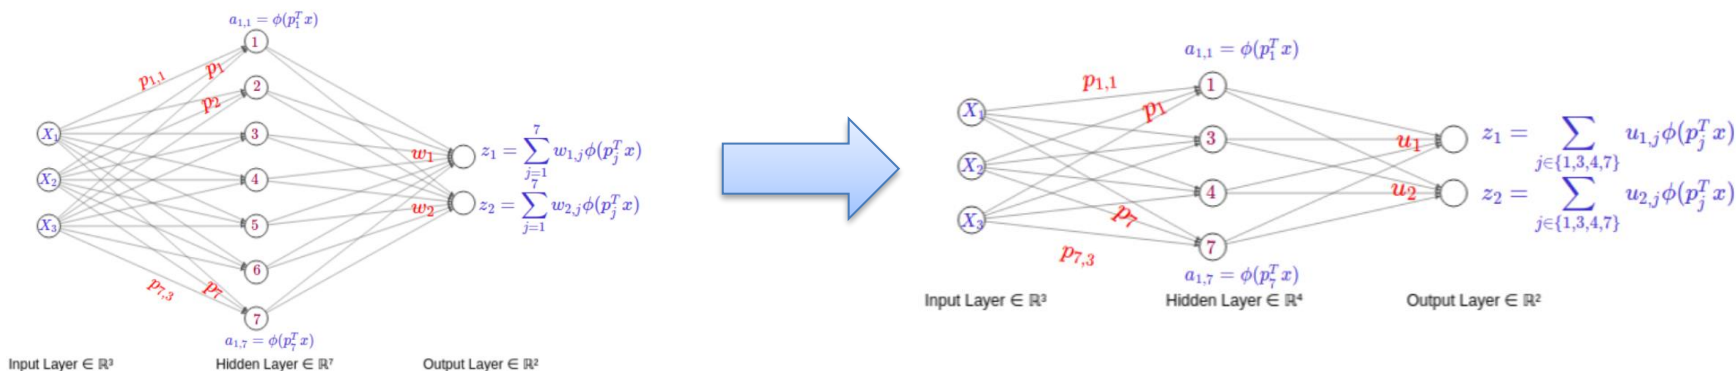 a_{1,1} = ϕ(p_1^T x)
1
p_{1,1}
p_1
2
p_2
X_1
3
X_2
4
X_3
5
6
p_{7,3}
p_7
7
a_{1,7} = ϕ(p_7^T x)
w_1
z_1 = \sum_{j=1}^{7} w_{1,j}ϕ(p_j^T x)
w_2
z_2 = \sum_{j=1}^{7} w_{2,j}ϕ(p_j^T x)
Input Layer ∈ ℝ³
Hidden Layer ∈ ℝ⁷
Output Layer ∈ ℝ²
a_{1,1} = ϕ(p_1^T x)
p_{1,1}
1
p_1
X_1
3
X_2
4
X_3
p_7
p_{7,3}
7
a_{1,7} = ϕ(p_7^T x)
u_1
z_1 = \sum_{j∈\{1,3,4,7\}} u_{1,j}ϕ(p_j^T x)
u_2
z_2 = \sum_{j∈\{1,3,4,7\}} u_{2,j}ϕ(p_j^T x)
Input Layer ∈ ℝ³
Hidden Layer ∈ ℝ⁴
Output Layer ∈ ℝ²